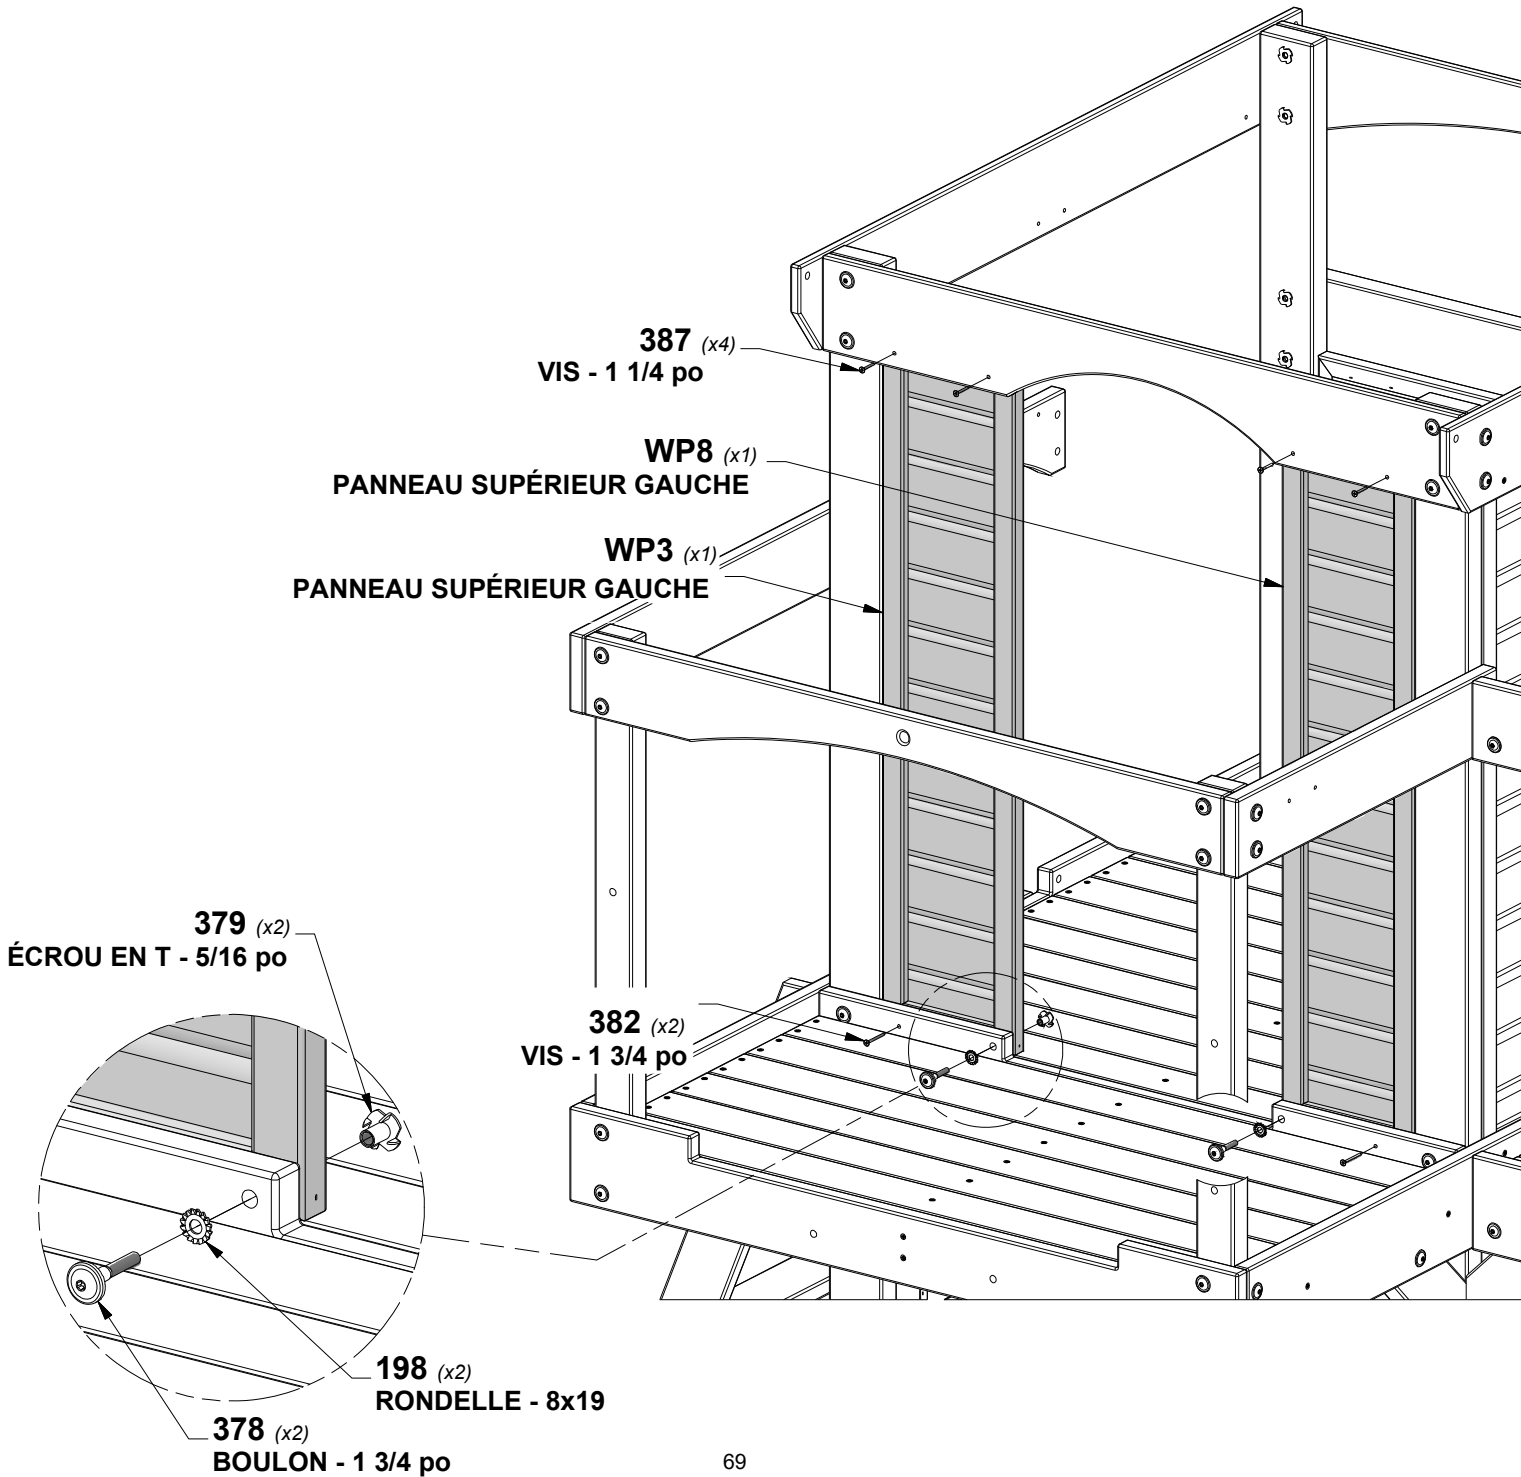 387 (x4)
VIS - 1 1/4 po
WP8 (x1)
PANNEAU SUPÉRIEUR GAUCHE
WP3 (x1)
PANNEAU SUPÉRIEUR GAUCHE
379 (x2)
ÉCROU EN T - 5/16 po
382 (x2)
VIS - 1 3/4 po
198 (x2)
RONDELLE - 8x19
378 (x2)
BOULON - 1 3/4 po
69